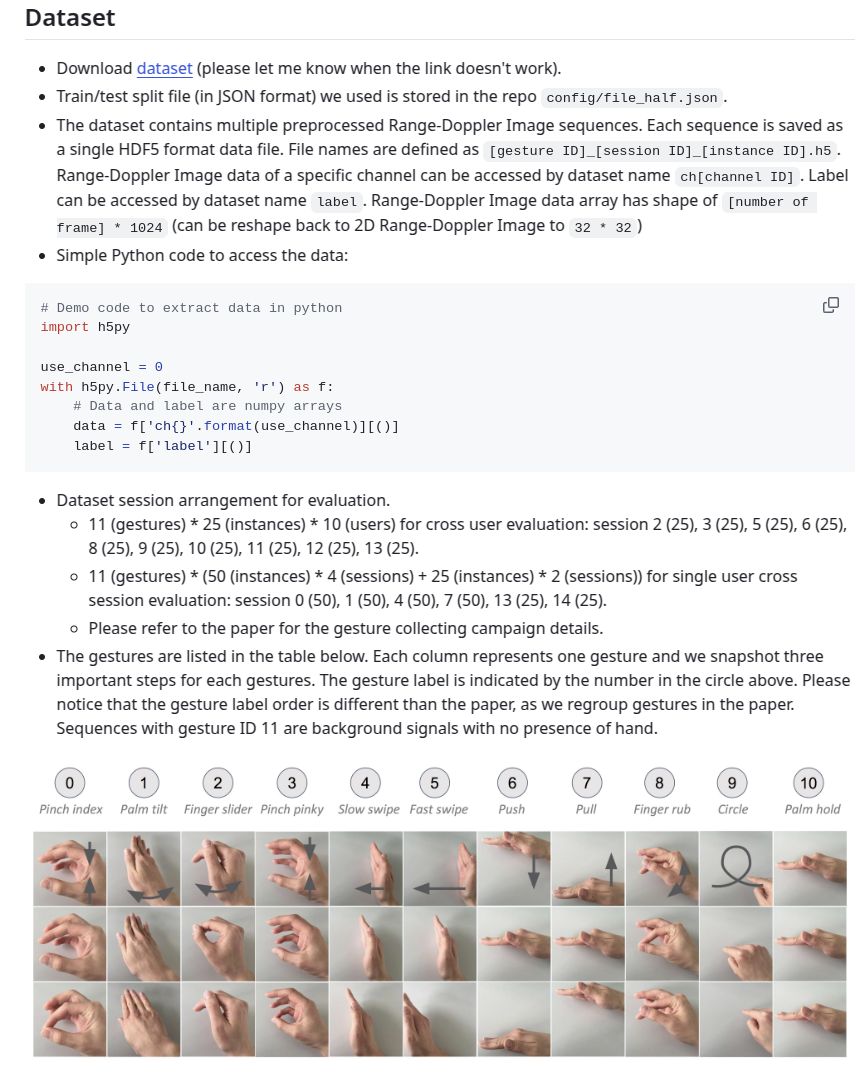 Dataset
• Download dataset (please let me know when the link doesn't work).
• Train/test split file (in JSON format) we used is stored in the repo config/file_half.json .
• The dataset contains multiple preprocessed Range-Doppler Image sequences. Each sequence is saved as
a single HDF5 format data file. File names are defined as [gesture ID]_[session ID]_[instance ID].h5 .
Range-Doppler Image data of a specific channel can be accessed by dataset name ch[channel ID] . Label
can be accessed by dataset name label . Range-Doppler Image data array has shape of [number of
frame] * 1024 (can be reshape back to 2D Range-Doppler Image to 32 * 32 )
• Simple Python code to access the data:
# Demo code to extract data in python
import h5py
use_channel = 0
with h5py.File(file_name, 'r') as f:
    # Data and label are numpy arrays
    data = f['ch{}'.format(use_channel)][()]
    label = f['label'][()]
• Dataset session arrangement for evaluation.
◦ 11 (gestures) * 25 (instances) * 10 (users) for cross user evaluation: session 2 (25), 3 (25), 5 (25), 6 (25),
8 (25), 9 (25), 10 (25), 11 (25), 12 (25), 13 (25).
◦ 11 (gestures) * (50 (instances) * 4 (sessions) + 25 (instances) * 2 (sessions)) for single user cross
session evaluation: session 0 (50), 1 (50), 4 (50), 7 (50), 13 (25), 14 (25).
◦ Please refer to the paper for the gesture collecting campaign details.
• The gestures are listed in the table below. Each column represents one gesture and we snapshot three
important steps for each gestures. The gesture label is indicated by the number in the circle above. Please
notice that the gesture label order is different than the paper, as we regroup gestures in the paper.
Sequences with gesture ID 11 are background signals with no presence of hand.
0 1 2 3 4 5 6 7 8 9 10
Pinch index Palm tilt Finger slider Pinch pinky Slow swipe Fast swipe Push Pull Finger rub Circle Palm hold